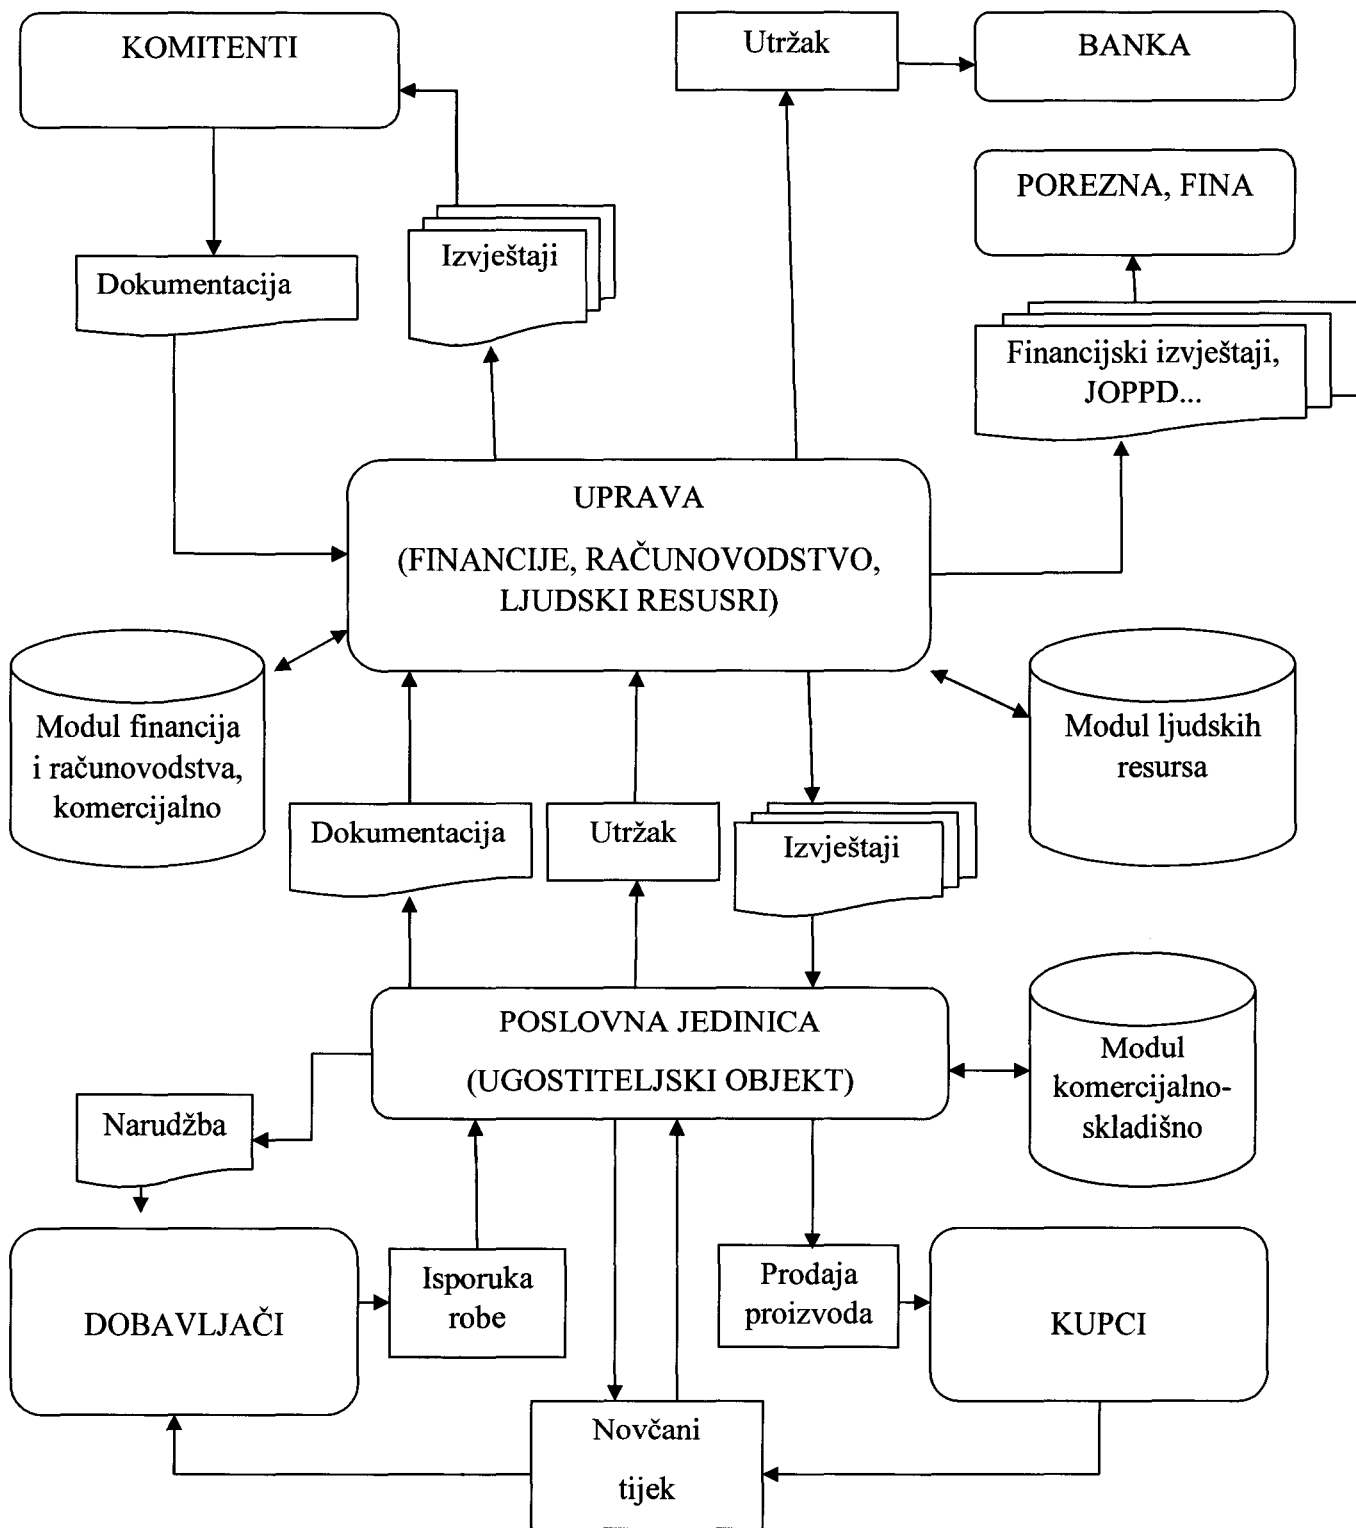 KOMITENTI
Utržak
BANKA
POREZNA, FINA
Dokumentacija
Izvještaji
Financijski izvještaji,
JOPPD...
UPRAVA
(FINANCIJE, RAČUNOVODSTVO,
LJUDSKI RESUSRI)
Modul financija
i računovodstva,
komercijalno
Modul ljudskih
resursa
Dokumentacija
Utržak
Izvještaji
POSLOVNA JEDINICA
(UGOSTITELJSKI OBJEKT)
Modul
komercijalno-
skladišno
Narudžba
DOBAVLJAČI
Isporuka
robe
Prodaja
proizvoda
KUPCI
Novčani
tijek